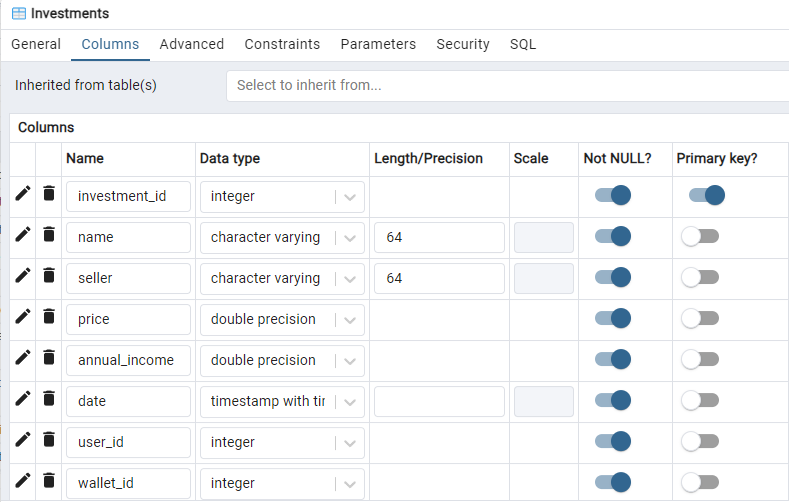 Investments
General Columns Advanced Constraints Parameters Security SQL
Inherited from table(s) Select to inherit from...
Columns
Name Data type Length/Precision Scale Not NULL? Primary key?
investment_id integer
name character varying 64
seller character varying 64
price double precision
annual_income double precision
date timestamp with tir
user_id integer
wallet_id integer